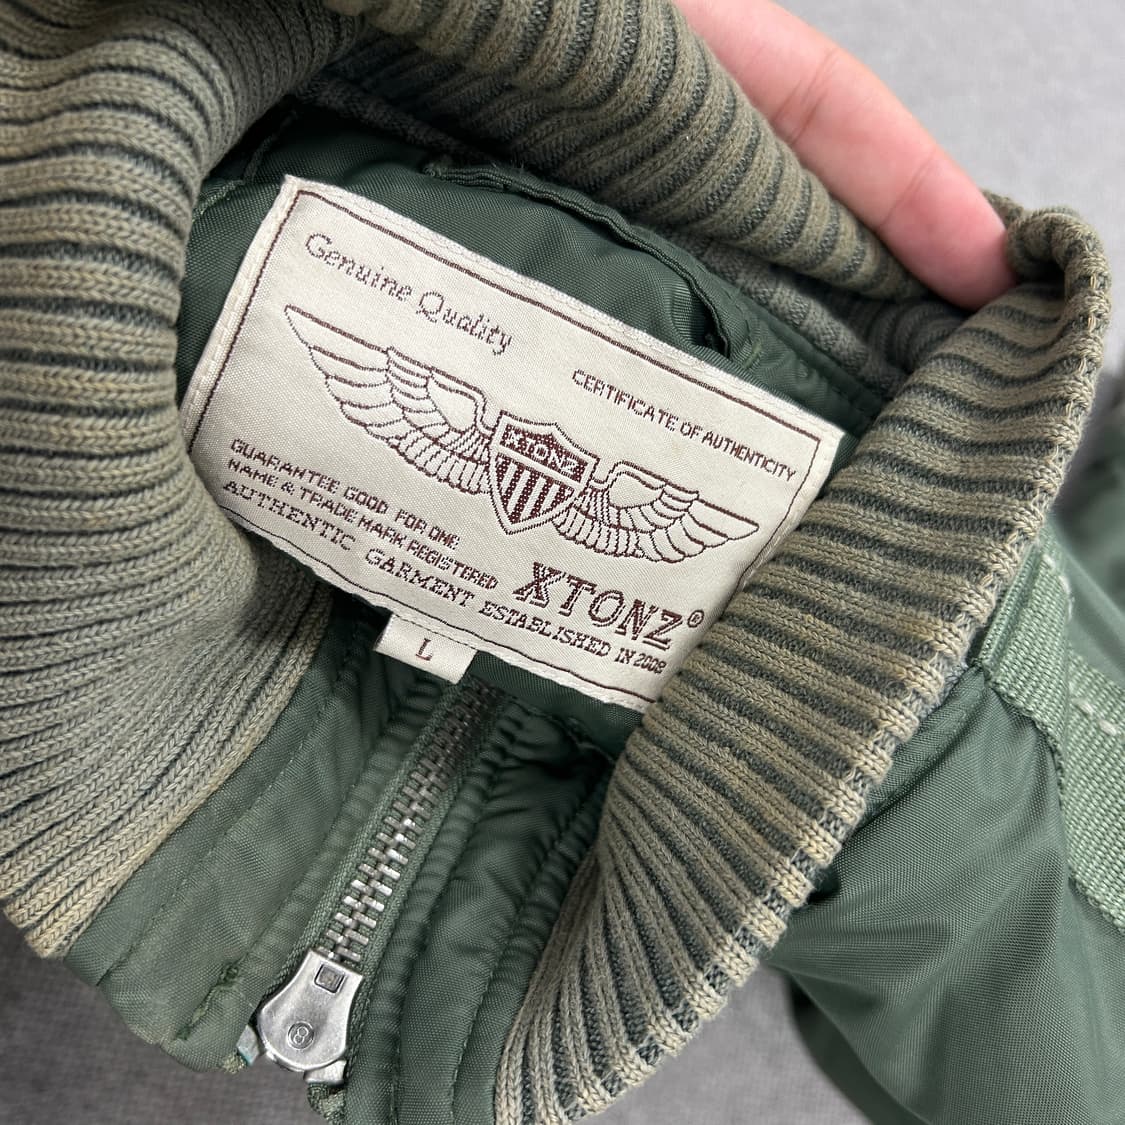 Genuine Quality
CERTIFICATE OF AUTHENTICITY
XTONZ
GUARANTEE GOOD FOR ONE
NAME & TRADE MARK REGISTERED
XTONZ®
AUTHENTIC GARMENT ESTABLISHED IN 2008
L
8